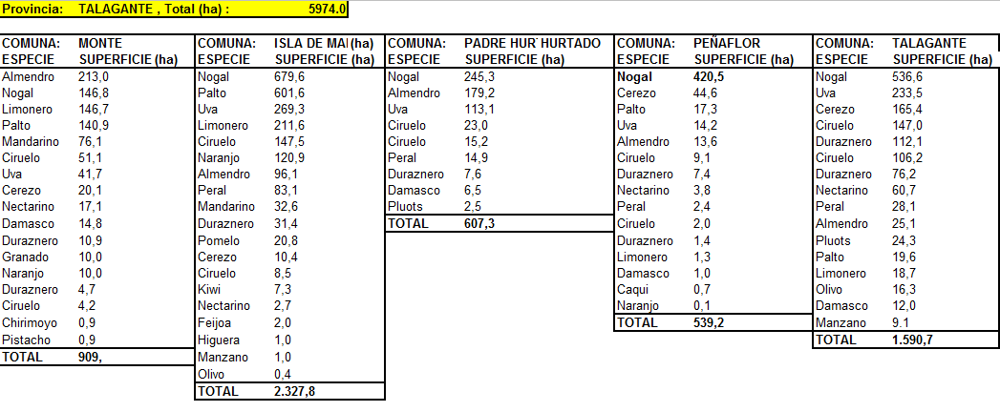 Provincia: TALAGANTE , Total (ha) : 5974.0
COMUNA: MONTE COMUNA: ISLA DE MAI (ha) COMUNA: PADRE HUR HURTADO COMUNA: PEÑAFLOR COMUNA: TALAGANTE
ESPECIE SUPERFICIE (ha) ESPECIE SUPERFICIE (ha) ESPECIE SUPERFICIE (ha) ESPECIE SUPERFICIE (ha) ESPECIE SUPERFICIE (ha)
Almendro 213,0 Nogal 679,6 Nogal 245,3 Nogal 420,5 Nogal 536,6
Nogal 146,8 Palto 601,6 Almendro 179,2 Cerezo 44,6 Uva 233,5
Limonero 146,7 Uva 269,3 Uva 113,1 Palto 17,3 Cerezo 165,4
Palto 140,9 Limonero 211,6 Ciruelo 23,0 Uva 14,2 Ciruelo 147,0
Mandarino 76,1 Ciruelo 147,5 Ciruelo 15,2 Almendro 13,6 Duraznero 112,1
Ciruelo 51,1 Naranjo 120,9 Peral 14,9 Ciruelo 9,1 Ciruelo 106,2
Uva 41,7 Almendro 96,1 Duraznero 7,6 Duraznero 7,4 Duraznero 76,2
Cerezo 20,1 Peral 83,1 Damasco 6,5 Nectarino 3,8 Nectarino 60,7
Nectarino 17,1 Mandarino 32,6 Pluots 2,5 Peral 2,4 Peral 28,1
Damasco 14,8 Duraznero 31,4 TOTAL 607,3 Ciruelo 2,0 Almendro 25,1
Duraznero 10,9 Pomelo 20,8 Duraznero 1,4 Pluots 24,3
Granado 10,0 Cerezo 10,4 Limonero 1,3 Palto 19,6
Naranjo 10,0 Ciruelo 8,5 Damasco 1,0 Limonero 18,7
Duraznero 4,7 Kiwi 7,3 Caqui 0,7 Olivo 16,3
Ciruelo 4,2 Nectarino 2,7 Naranjo 0,1 Damasco 12,0
Chirimoyo 0,9 Feijoa 2,0 TOTAL 539,2 Manzano 9.1
Pistacho 0,9 Higuera 1,0 TOTAL 1.590,7
TOTAL 909, Manzano 1,0
Olivo 0,4
TOTAL 2.327,8